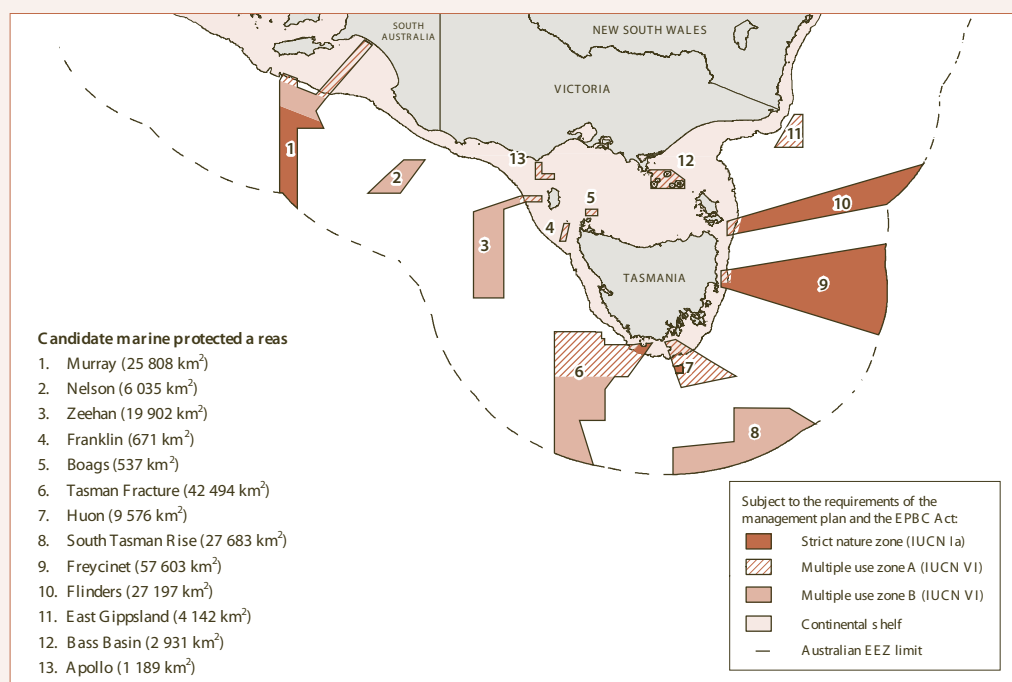 SOUTH
AUSTRALIA
NEW SOUTH WALES
VICTORIA
11
1
13
12
2
5
10
4
3
TASMANIA
9
6
7
8
Candidate marine protected a reas
1. Murray (25 808 km²)
2. Nelson (6 035 km²)
3. Zeehan (19 902 km²)
4. Franklin (671 km²)
5. Boags (537 km²)
6. Tasman Fracture (42 494 km²)
7. Huon (9 576 km²)
8. South Tasman Rise (27 683 km²)
9. Freycinet (57 603 km²)
10. Flinders (27 197 km²)
11. East Gippsland (4 142 km²)
12. Bass Basin (2 931 km²)
13. Apollo (1 189 km²)
Subject to the requirements of the
management plan and the EPBC Act:
Strict nature zone (IUCN Ia)
Multiple use zone A (IUCN VI)
Multiple use zone B (IUCN VI)
Continental shelf
Australian EEZ limit